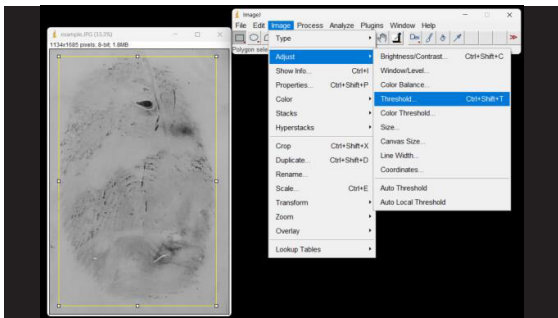 example.JPG (33.3%)
1134x1685 pixels; 8-bit; 1.8MB
ImageJ
File Edit Image Process Analyze Plugins Window Help
Polygon sele
Type
Adjust
Show Info... Ctrl+I
Properties... Ctrl+Shift+P
Color
Stacks
Hyperstacks
Crop Ctrl+Shift+X
Duplicate... Ctrl+Shift+D
Rename...
Scale... Ctrl+E
Transform
Zoom
Overlay
Lookup Tables
Brightness/Contrast... Ctrl+Shift+C
Window/Level...
Color Balance...
Threshold... Ctrl+Shift+T
Color Threshold...
Size...
Canvas Size...
Line Width...
Coordinates...
Auto Threshold
Auto Local Threshold